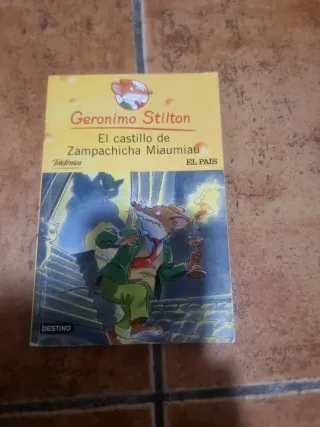 Geronimo Stilton
El castillo de
Zampachicha Miaumiau
Telefónica
EL PAÍS
DESTINO